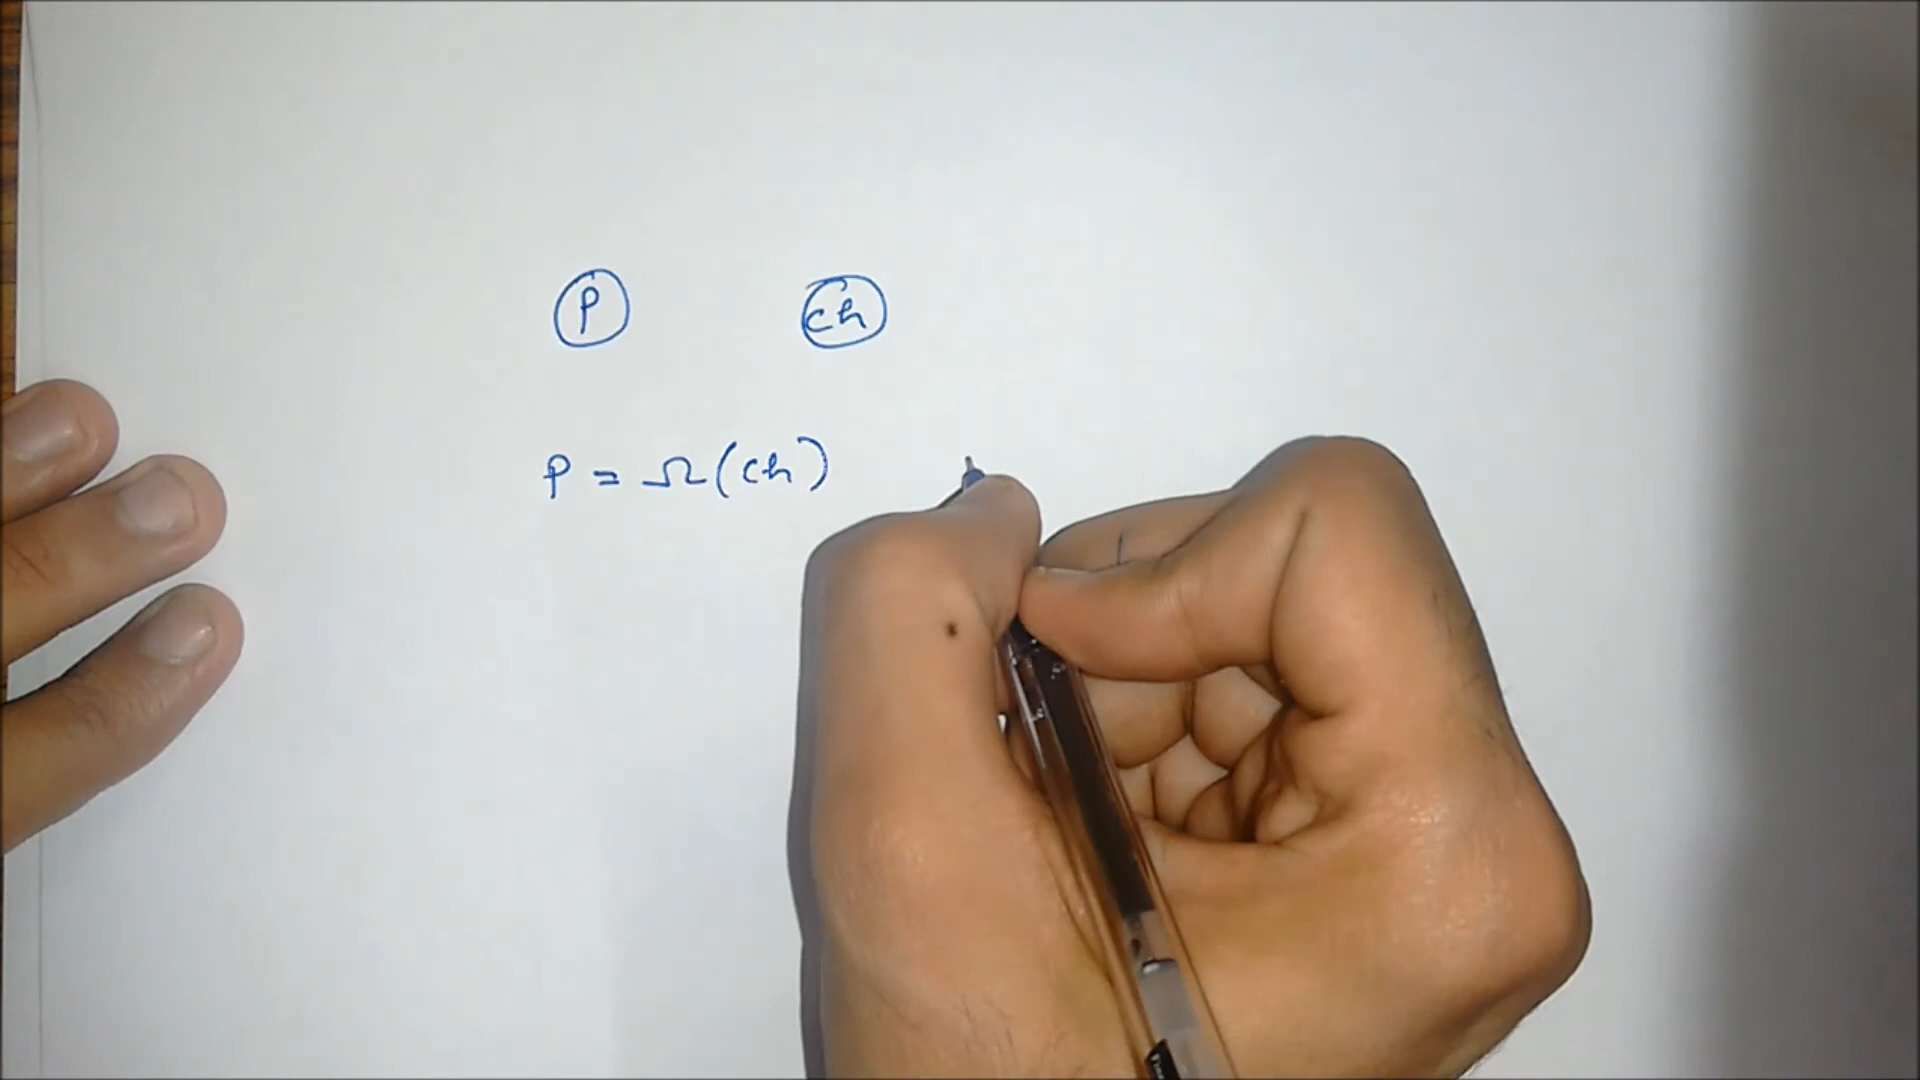 P ch
P = Ω(ch)